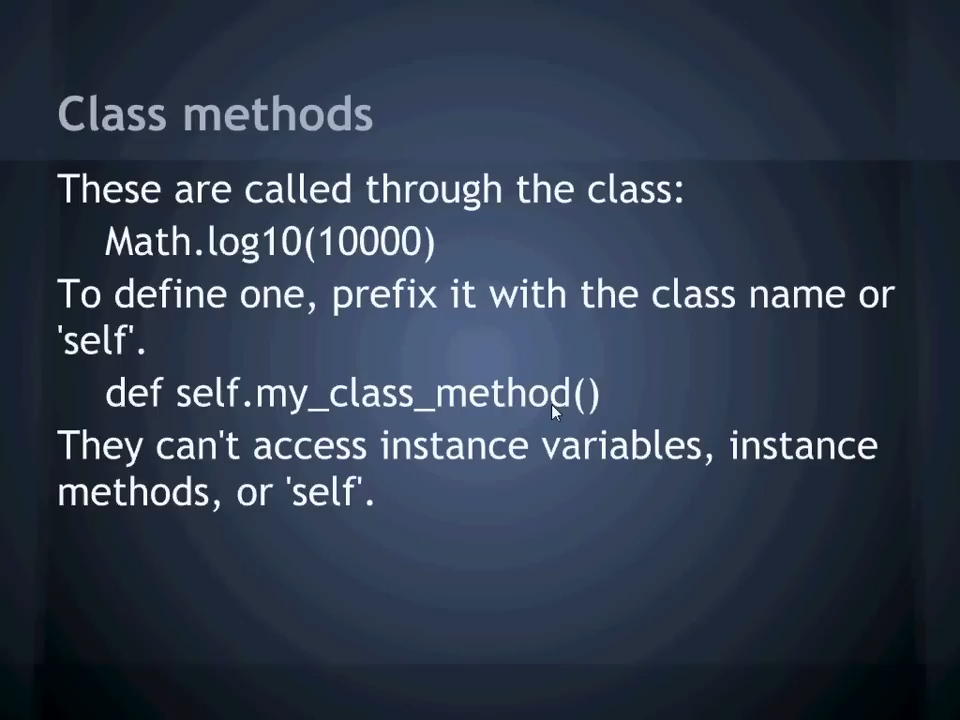 Class methods
These are called through the class:
Math.log10(10000)
To define one, prefix it with the class name or
'self'.
def self.my_class_method()
They can't access instance variables, instance
methods, or 'self'.